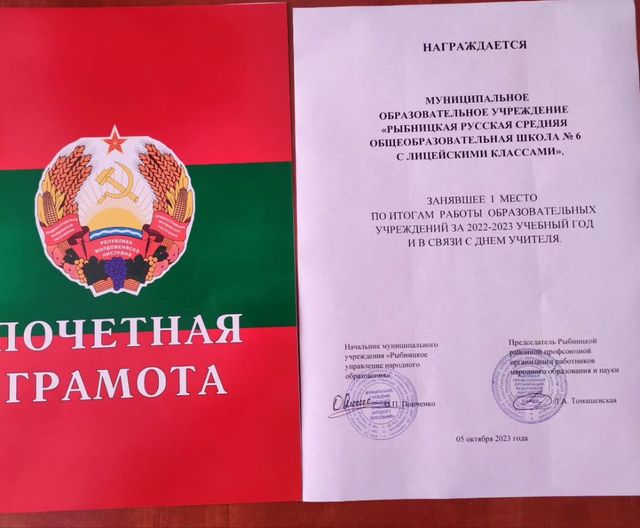 РЕПУБЛИКА
МОЛДОВЕНЯСКЭ
НИСТРЯНЭ
ПОЧЕТНАЯ
ГРАМОТА
НАГРАЖДАЕТСЯ
МУНИЦИПАЛЬНОЕ
ОБРАЗОВАТЕЛЬНОЕ УЧРЕЖДЕНИЕ
«РЫБНИЦКАЯ РУССКАЯ СРЕДНЯЯ
ОБЩЕОБРАЗОВАТЕЛЬНАЯ ШКОЛА № 6
С ЛИЦЕЙСКИМИ КЛАССАМИ»,
ЗАНЯВШЕЕ 1 МЕСТО
ПО ИТОГАМ РАБОТЫ ОБРАЗОВАТЕЛЬНЫХ
УЧРЕЖДЕНИЙ ЗА 2022-2023 УЧЕБНЫЙ ГОД
И В СВЯЗИ С ДНЕМ УЧИТЕЛЯ.
Начальник муниципального
учреждения «Рыбницкое
управление народного
образования»
Попченко
Председатель Рыбницкой
районной профсоюзной
организации работников
народного образования и науки
Л.А. Томашевская
05 октября 2023 года